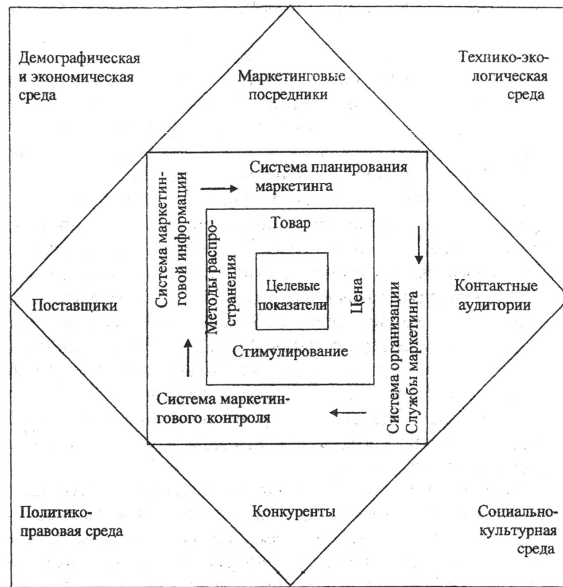 Демографическая
и экономическая
среда
Маркетинговые
посредники
Технико-эко-
логическая
среда
Система планирования
маркетинга
Система маркетин-
говой информации
Товар
Методы распро-
странения
Целевые
показатели
Цена
Стимулирование
Поставщики
Контактные
аудитории
Система организации
Службы маркетинга
Система маркетин-
гового контроля
Политико-
правовая среда
Конкуренты
Социально-
культурная
среда